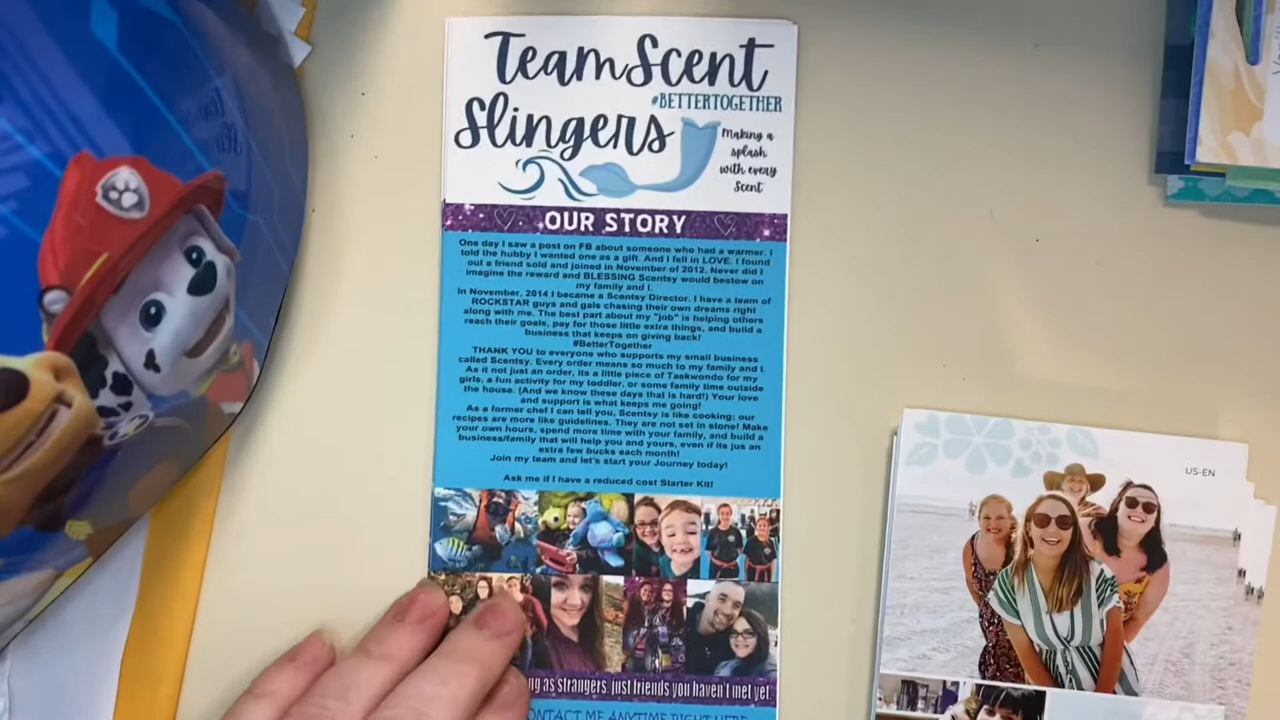 TeamScent
#BETTERTOGETHER
Slingers
Making a
splash
with every
Scent
OUR STORY
One day I saw a post on FB about someone who had a warmer. I
told the hubby I wanted one as a gift. And I fell in LOVE. I found
out a friend sold and joined in November of 2012. Never did I
imagine the reward and BLESSING Scentsy would bestow on
my family and I.
In November, 2014 I became a Scentsy Director. I have a team of
ROCKSTAR guys and gals chasing their own dreams right
along with me. The best part about my "job" is helping others
reach their goals, pay for those little extra things, and build a
business that keeps on giving back!
#BetterTogether
THANK YOU to everyone who supports my small business
called Scentsy. Every order means so much to my family and I.
As it not just an order, its a little piece of Taekwondo for my
girls, a fun activity for my toddler, or some family time outside
the house. (And we know these days that is hard!) Your love
and support is what keeps me going!
As a former chef I can tell you, Scentsy is like cooking; our
recipes are more like guidelines. They are not set in stone! Make
your own hours, spend more time with your family, and build a
business/family that will help you and yours, even if its jus an
extra few bucks each month!
Join my team and let's start your Journey today!
Ask me if I have a reduced cost Starter Kit!
as strangers, just friends you haven't met yet.
CONTACT ME ANYTIME RIGHT HERE
US-EN